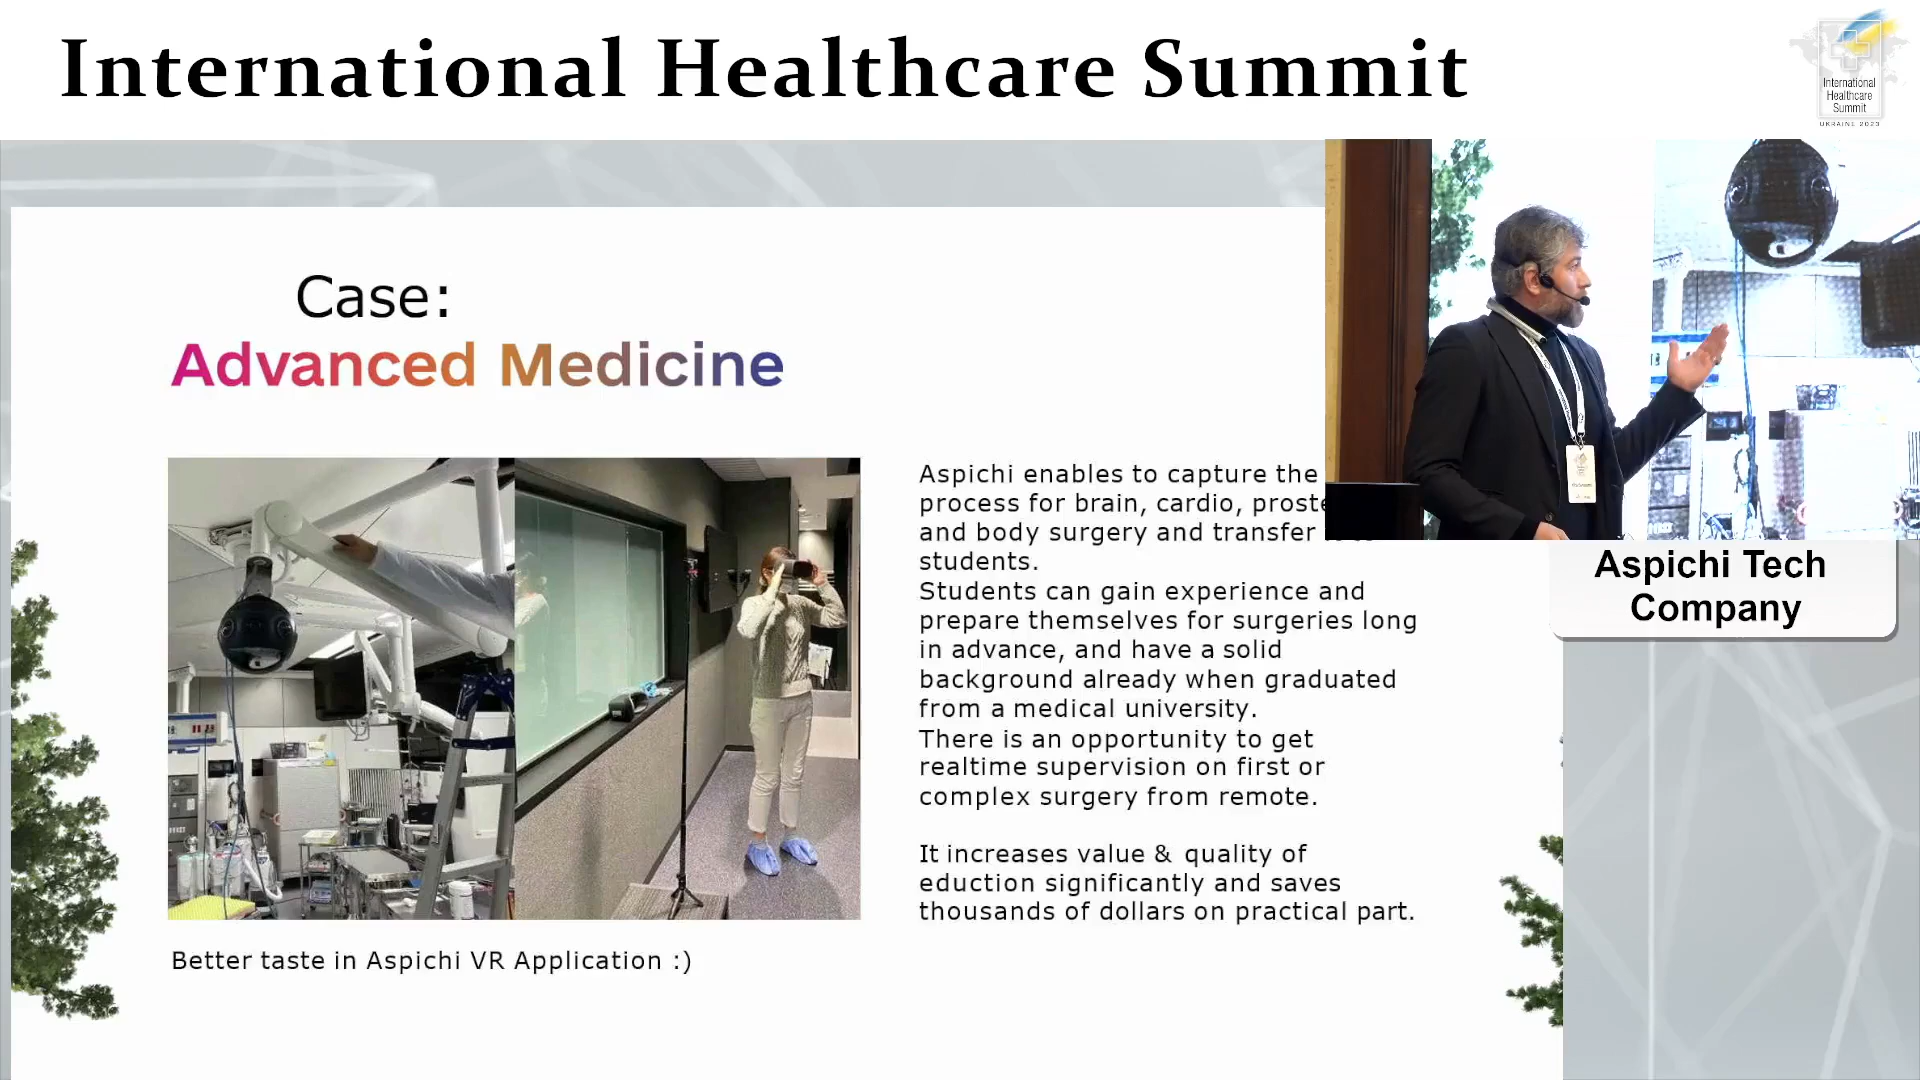 International Healthcare Summit
International
Healthcare
Summit
UKRAINE 2023
Case:
Advanced Medicine
Aspichi enables to capture the
process for brain, cardio,
and body surgery and transfer
students.
Students can gain experience and
prepare themselves for surgeries long
in advance, and have a solid
background already when graduated
from a medical university.
There is an opportunity to get
realtime supervision on first or
complex surgery from remote.
It increases value & quality of
eduction significantly and saves
thousands of dollars on practical part.
Better taste in Aspichi VR Application :)
Aspichi Tech
Company